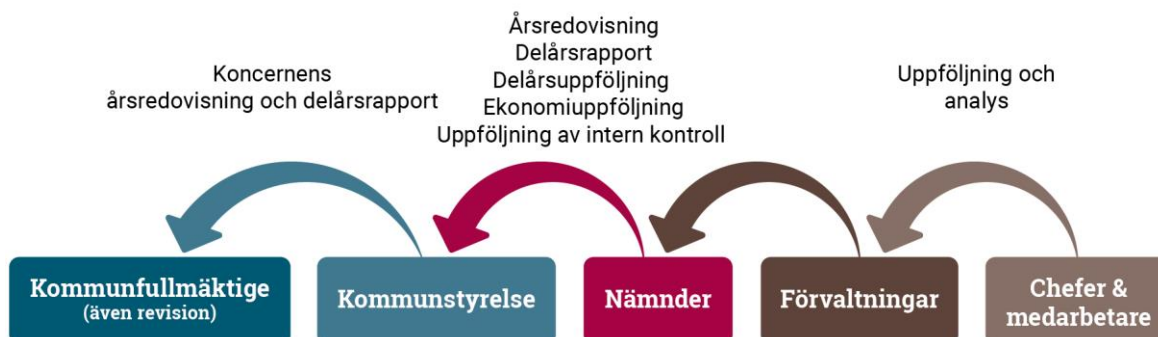 Koncernens
årsredovisning och delårsrapport
Årsredovisning
Delårsrapport
Delårsuppföljning
Ekonomiuppföljning
Uppföljning av intern kontroll
Uppföljning och
analys
Kommunfullmäktige
(även revision)
Kommunstyrelse
Nämnder
Förvaltningar
Chefer &
medarbetare